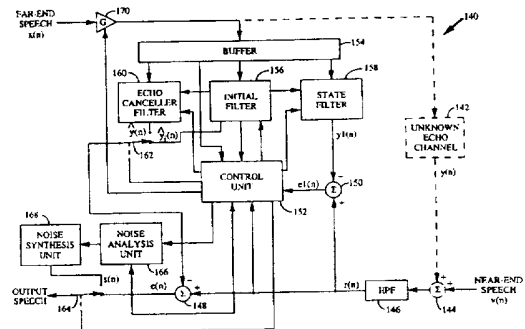 FAR-END
SPEECH
x(n)
170
G
140
BUFFER
154
160
ECHO
CANCELLER
FILTER
156
INITIAL
FILTER
158
STATE
FILTER
142
UNKNOWN
ECHO
CHANNEL
ŷ(n)
ŷ₁(n)
162
y1(n)
y(n)
CONTROL
UNIT
152
e1(n)
Σ
150
168
NOISE
SYNTHESIS
UNIT
NOISE
ANALYSIS
UNIT
166
s(n)
OUTPUT
SPEECH
164
e(n)
Σ
148
r(n)
HPF
146
Σ
144
NEAR-END
SPEECH
v(n)
- 
+
-
+
+
+